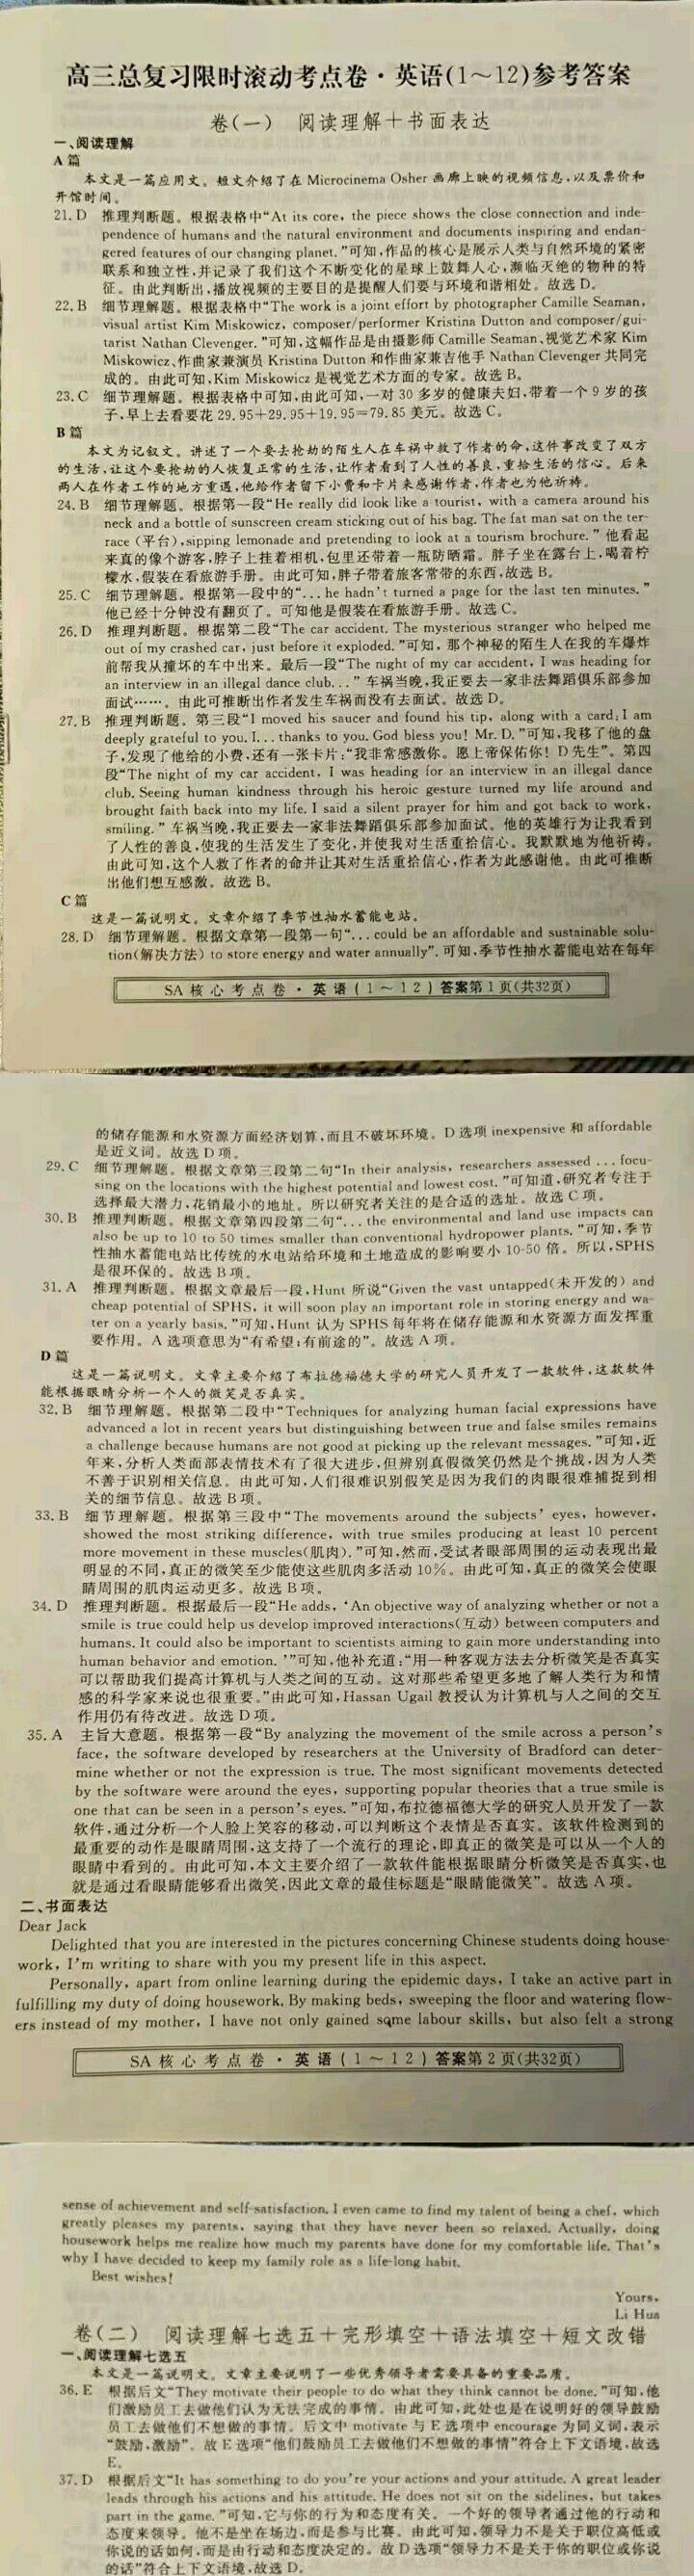 高三总复习限时滚动考点卷·英语(1~12)参考答案
卷(一) 阅读理解+书面表达
一、阅读理解
A篇
本文是一篇应用文。短文介绍了在 Microcinema Osher 画廊上映的视频信息,以及票价和
开馆时间。
21. D 推理判断题。根据表格中“At its core, the piece shows the close connection and inde-
pendence of humans and the natural environment and documents inspiring and endan-
gered features of our changing planet. ”可知,作品的核心是展示人类与自然环境的紧密
联系和独立性,并记录了我们这个不断变化的星球上鼓舞人心,濒临灭绝的物种的特
征。由此判断出,播放视频的主要目的是提醒人们要与环境和谐相处。故选D。
22. B 细节理解题。根据表格中“The work is a joint effort by photographer Camille Seaman,
visual artist Kim Miskowicz, composer/performer Kristina Dutton and composer/gui-
tarist Nathan Clevenger. ”可知,这幅作品是由摄影师 Camille Seaman、视觉艺术家 Kim
Miskowicz、作曲家兼演员 Kristina Dutton 和作曲家兼吉他手 Nathan Clevenger 共同完
成的。由此可知,Kim Miskowicz 是视觉艺术方面的专家。故选B。
23. C 细节理解题。根据表格中可知,由此可知,一对30多岁的健康夫妇,带着一个9岁的孩
子,早上去看要花 29.95+29.95+19.95=79.85 美元。故选C。
B篇
本文为记叙文。讲述了一个要去抢劫的陌生人在车祸中救了作者的命,这件事改变了双方
的生活,让这个要抢劫的人恢复正常的生活,让作者看到了人性的善良,重拾生活的信心。后来
两人在作者工作的地方重遇,他给作者留下小费和卡片来感谢作者,作者也为他祈祷。
24. B 细节理解题。根据第一段“He really did look like a tourist, with a camera around his
neck and a bottle of sunscreen cream sticking out of his bag. The fat man sat on the ter-
race (平台),sipping lemonade and pretending to look at a tourism brochure. ” 他看起
来真的像个游客,脖子上挂着相机,包里还带着一瓶防晒霜。胖子坐在露台上,喝着柠
檬水,假装在看旅游手册。由此可知,胖子带着旅客常带的东西,故选B。
25. C 细节理解题。根据第一段中的“... he hadn't turned a page for the last ten minutes. ”
他已经十分钟没有翻页了。可知他是假装在看旅游手册。故选C。
26. D 推理判断题。根据第二段“The car accident. The mysterious stranger who helped me
out of my crashed car, just before it exploded. ”可知, 那个神秘的陌生人在我的车爆炸
前帮我从撞坏的车中出来。最后一段“The night of my car accident, I was heading for
an interview in an illegal dance club... ” 车祸当晚,我正要去一家非法舞蹈俱乐部参加
面试……。由此可推断出作者发生车祸而没有去面试。故选D。
27. B 推理判断题。第三段“I moved his saucer and found his tip, along with a card: I am
deeply grateful to you. I... thanks to you. God bless you! Mr. D. ”可知,我移了他的盘
子,发现了他给的小费,还有一张卡片:“我非常感激你。愿上帝保佑你! D先生”。第四
段“The night of my car accident, I was heading for an interview in an illegal dance
club. Seeing human kindness through his heroic gesture turned my life around and
brought faith back into my life. I said a silent prayer for him and got back to work,
smiling. ” 车祸当晚,我正要去一家非法舞蹈俱乐部参加面试。他的英雄行为让我看到
了人性的善良,使我的生活发生了变化,并使我对生活重拾信心。我默默地为他祈祷。
由此可知,这个人救了作者的命并让其对生活重拾信心,作者为此感谢他。由此可推断
出他们想互感激。故选B。
C篇
这是一篇说明文。文章介绍了季节性抽水蓄能电站。
28. D 细节理解题。根据文章第一段第一句“... could be an affordable and sustainable solu-
tion(解决方法) to store energy and water annually”. 可知,季节性抽水蓄能电站在每年
SA 核心考点卷·英语(1~12)答案第1页(共32页)
的储存能源和水资源方面经济划算,而且不破坏环境。D选项 inexpensive 和 affordable
是近义词。故选D项。
29. C 细节理解题。根据文章第三段第二句“In their analysis, researchers assessed ... focu-
sing on the locations with the highest potential and lowest cost. ”可知道,研究者专注于
选择最大潜力,花销最小的地址。所以研究者关注的是合适的选址。故选C项。
30. B 推理判断题。根据文章第四段第二句“... the environmental and land use impacts can
also be up to 10 to 50 times smaller than conventional hydropower plants. ”可知,季节
性抽水蓄能电站比传统的水电站给环境和土地造成的影响要小 10-50 倍。所以,SPHS
是很环保的。故选B项。
31. A 推理判断题。根据文章最后一段,Hunt 所说“Given the vast untapped(未开发的) and
cheap potential of SPHS, it will soon play an important role in storing energy and wa-
ter on a yearly basis. ”可知,Hunt 认为 SPHS 每年将在储存能源和水资源方面发挥重
要作用。A选项意思为“有希望;有前途的”。故选A项。
D篇
这是一篇说明文。文章主要介绍了布拉德福德大学的研究人员开发了一款软件,这款软件
能根据眼睛分析一个人的微笑是否真实。
32. B 细节理解题。根据第二段中“Techniques for analyzing human facial expressions have
advanced a lot in recent years but distinguishing between true and false smiles remains
a challenge because humans are not good at picking up the relevant messages. ”可知,近
年来,分析人类面部表情技术有了很大进步,但辨别真假微笑仍然是个挑战,因为人类
不善于识别相关信息。由此可知,人们很难识别假笑是因为我们的肉眼很难捕捉到相
关的细节信息。故选B项。
33. B 细节理解题。根据第三段中“The movements around the subjects' eyes, however,
showed the most striking difference, with true smiles producing at least 10 percent
more movement in these muscles(肌肉). ”可知,然而,受试者眼部周围的运动表现出最
明显的不同,真正的微笑至少能使这些肌肉多活动10%。由此可知,真正的微笑会使眼
睛周围的肌肉运动更多。故选B项。
34. D 推理判断题。根据最后一段“He adds, ‘An objective way of analyzing whether or not a
smile is true could help us develop improved interactions(互动) between computers and
humans. It could also be important to scientists aiming to gain more understanding into
human behavior and emotion. ’”可知,他补充道:“用一种客观方法去分析微笑是否真实
可以帮助我们提高计算机与人类之间的互动。这对那些希望更多地了解人类行为和情
感的科学家来说也很重要。”由此可知,Hassan Ugail 教授认为计算机与人之间的交互
作用仍有待改进。故选D项。
35. A 主旨大意题。根据第一段“By analyzing the movement of the smile across a person's
face, the software developed by researchers at the University of Bradford can deter-
mine whether or not the expression is true. The most significant movements detected
by the software were around the eyes, supporting popular theories that a true smile is
one that can be seen in a person's eyes. ”可知,布拉德福德大学的研究人员开发了一款
软件,通过分析一个人脸上笑容的移动,可以判断这个表情是否真实。该软件检测到的
最重要的动作是眼睛周围,这支持了一个流行的理论,即真正的微笑是可以从一个人的
眼睛中看到的。由此可知,本文主要介绍了一款软件能根据眼睛分析微笑是否真实,也
就是通过看眼睛能够看出微笑,因此文章的最佳标题是“眼睛能微笑”。故选A项。
二、书面表达
Dear Jack
Delighted that you are interested in the pictures concerning Chinese students doing house-
work, I'm writing to share with you my present life in this aspect.
Personally, apart from online learning during the epidemic days, I take an active part in
fulfilling my duty of doing housework. By making beds, sweeping the floor and watering flow-
ers instead of my mother, I have not only gained some labour skills, but also felt a strong
SA 核心考点卷·英语(1~12)答案第2页(共32页)
sense of achievement and self-satisfaction. I even came to find my talent of being a chef, which
greatly pleases my parents, saying that they have never been so relaxed. Actually, doing
housework helps me realize how much my parents have done for my comfortable life. That's
why I have decided to keep my family role as a life-long habit.
Best wishes!
Yours,
Li Hua
卷(二) 阅读理解七选五+完形填空+语法填空+短文改错
一、阅读理解七选五
本文是一篇说明文。文章主要说明了一些优秀领导者需要具备的重要品质。
36. E 根据后文“They motivate their people to do what they think cannot be done. ”可知,他
们激励员工去做他们认为无法完成的事情。由此可知,此处也是在说明好的领导鼓励
员工去做他们不想做的事情。后文中 motivate 与 E 选项中 encourage 为同义词,表示
“鼓励,激励”。故E选项“他们鼓励员工去做他们不想做的事情”符合上下文语境,故选
E。
37. D 根据后文“It has something to do you're your actions and your attitude. A great leader
leads through his actions and his attitude. He does not sit on the sidelines, but takes
part in the game. ”可知,它与你的行为和态度有关。一个好的领导者通过他的行动和
态度来领导。他不是坐在场边,而是参与比赛。由此可知,领导力不是关于职位高低或
你说的话如何,而是由行动和态度决定的。故D选项“领导力不是关于你的职位或你说
的话”符合上下文语境,故选D。